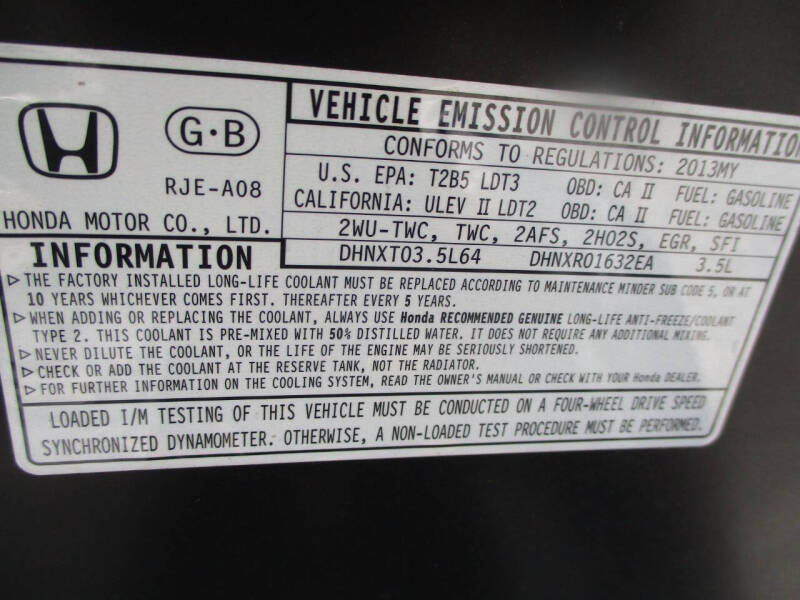 G·B
RJE-A08
HONDA MOTOR CO., LTD.
VEHICLE EMISSION CONTROL INFORMATION
CONFORMS TO REGULATIONS: 2013MY
U.S. EPA: T2B5 LDT3 OBD: CA II FUEL: GASOLINE
CALIFORNIA: ULEV II LDT2 OBD: CA II FUEL: GASOLINE
2WU-TWC, TWC, 2AFS, 2HO2S, EGR, SFI
DHNXT03.5L64 DHNXR01632EA 3.5L
INFORMATION
▷ THE FACTORY INSTALLED LONG-LIFE COOLANT MUST BE REPLACED ACCORDING TO MAINTENANCE MINDER SUB CODE 5, OR AT
10 YEARS WHICHEVER COMES FIRST. THEREAFTER EVERY 5 YEARS.
▷ WHEN ADDING OR REPLACING THE COOLANT, ALWAYS USE Honda RECOMMENDED GENUINE LONG-LIFE ANTI-FREEZE/COOLANT
TYPE 2. THIS COOLANT IS PRE-MIXED WITH 50% DISTILLED WATER. IT DOES NOT REQUIRE ANY ADDITIONAL MIXING.
▷ NEVER DILUTE THE COOLANT, OR THE LIFE OF THE ENGINE MAY BE SERIOUSLY SHORTENED.
▷ CHECK OR ADD THE COOLANT AT THE RESERVE TANK, NOT THE RADIATOR.
▷ FOR FURTHER INFORMATION ON THE COOLING SYSTEM, READ THE OWNER'S MANUAL OR CHECK WITH YOUR Honda DEALER.
LOADED I/M TESTING OF THIS VEHICLE MUST BE CONDUCTED ON A FOUR-WHEEL DRIVE SPEED
SYNCHRONIZED DYNAMOMETER. OTHERWISE, A NON-LOADED TEST PROCEDURE MUST BE PERFORMED.